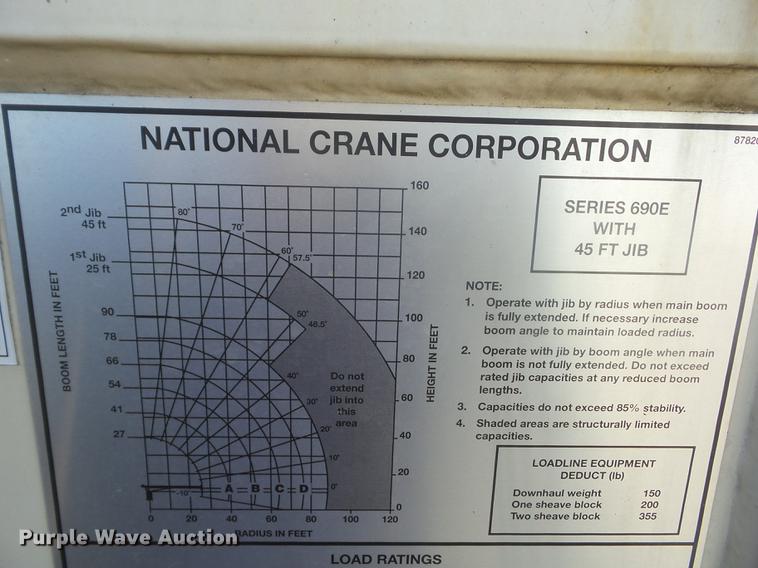 NATIONAL CRANE CORPORATION
8782
SERIES 690E
WITH
45 FT JIB
160
140
120
100
80
60
40
20
0
HEIGHT IN FEET
2nd Jib
45 ft
1st Jib
25 ft
90
78
66
54
41
27
BOOM LENGTH IN FEET
80°
70°
60°
57.5°
50°
48.5°
40°
30°
20°
10°
0°
-10°
Do not
extend
jib into
this
area
A B C D
0 20 40 60 80 100 120
RADIUS IN FEET
NOTE:
1. Operate with jib by radius when main boom
is fully extended. If necessary increase
boom angle to maintain loaded radius.
2. Operate with jib by boom angle when main
boom is not fully extended. Do not exceed
rated jib capacities at any reduced boom
lengths.
3. Capacities do not exceed 85% stability.
4. Shaded areas are structurally limited
capacities.
LOADLINE EQUIPMENT
DEDUCT (lb)
Downhaul weight 150
One sheave block 200
Two sheave block 355
LOAD RATINGS
Purple Wave Auction